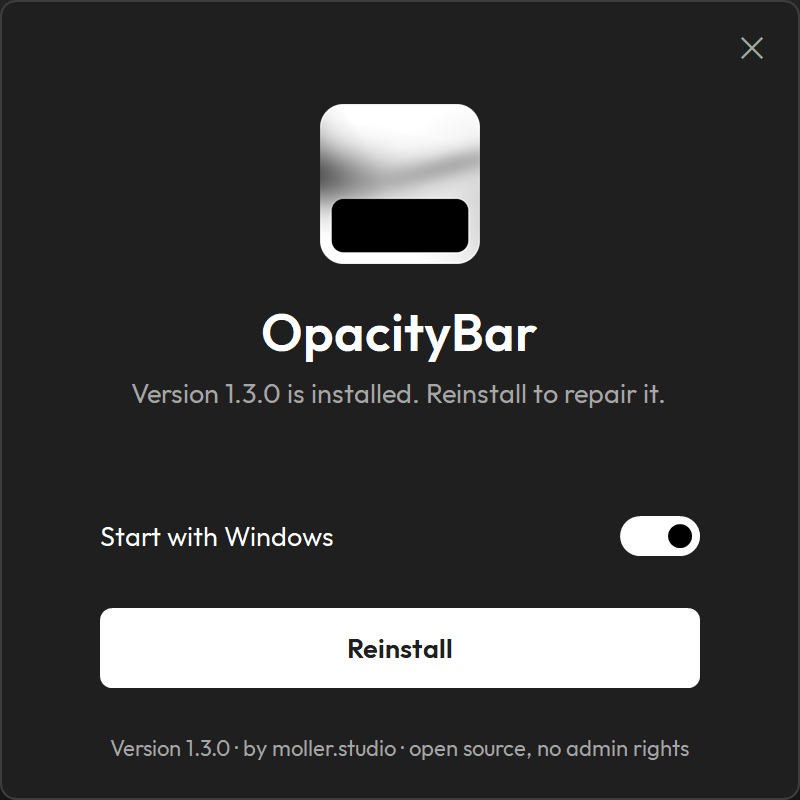 OpacityBar
Version 1.3.0 is installed. Reinstall to repair it.
Start with Windows
Reinstall
Version 1.3.0 · by moller.studio · open source, no admin rights